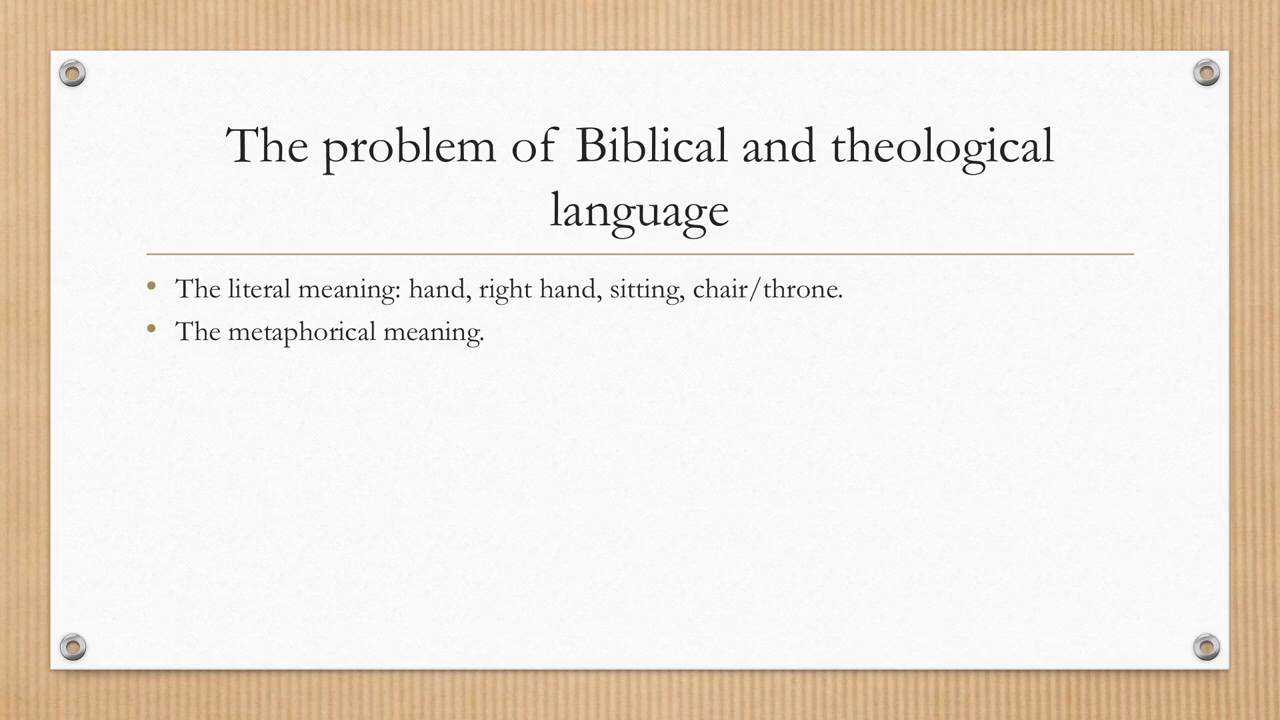 The problem of Biblical and theological
language
• The literal meaning: hand, right hand, sitting, chair/throne.
• The metaphorical meaning.